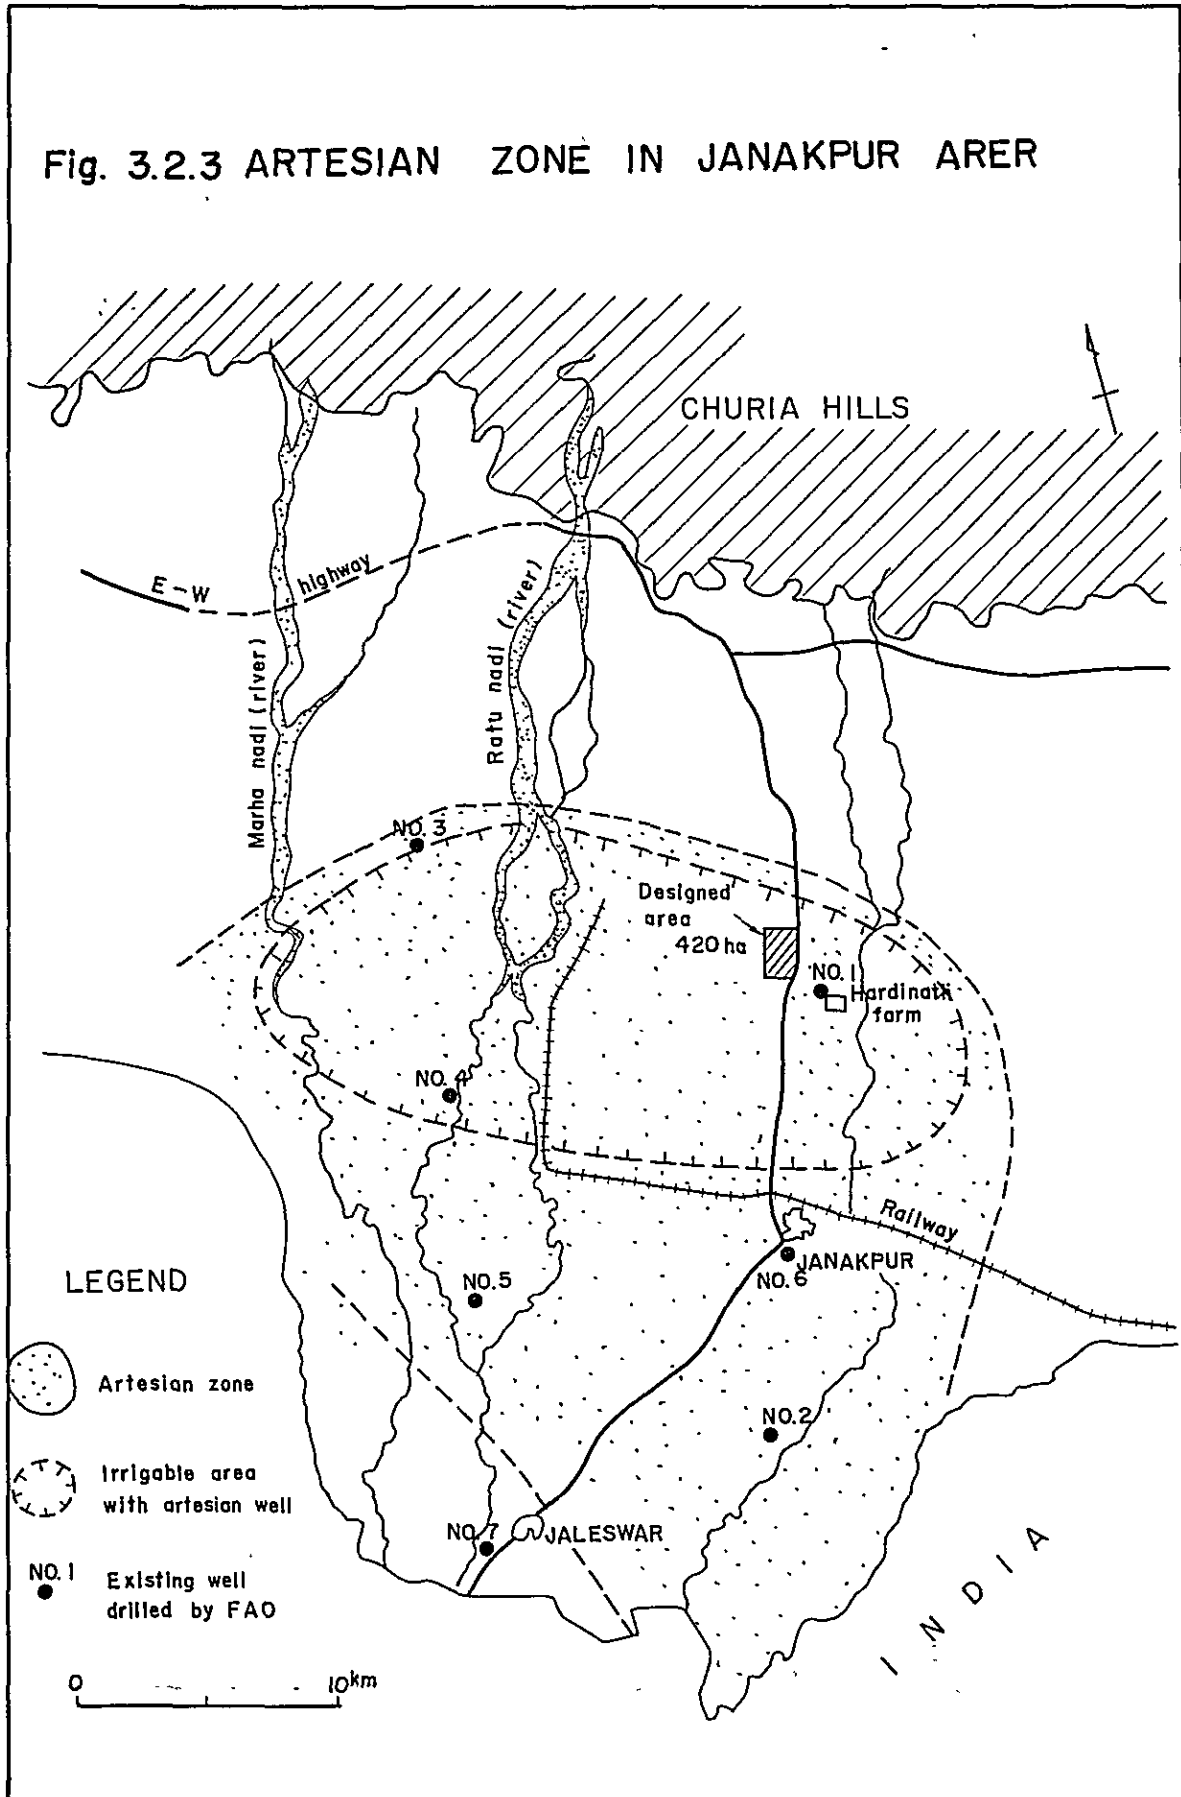 Fig. 3.2.3 ARTESIAN ZONE IN JANAKPUR ARER
CHURIA HILLS
E-W highway
Marha nadi (river)
Ratu nadi (river)
NO. 3
Designed
area
420 ha
NO. 1
Hardinath
farm
NO. 4
Railway
JANAKPUR
NO. 6
NO. 5
NO. 2
NO. 7
JALESWAR
INDIA
LEGEND
Artesian zone
Irrigable area
with artesian well
NO. 1
Existing well
drilled by FAO
0 10km